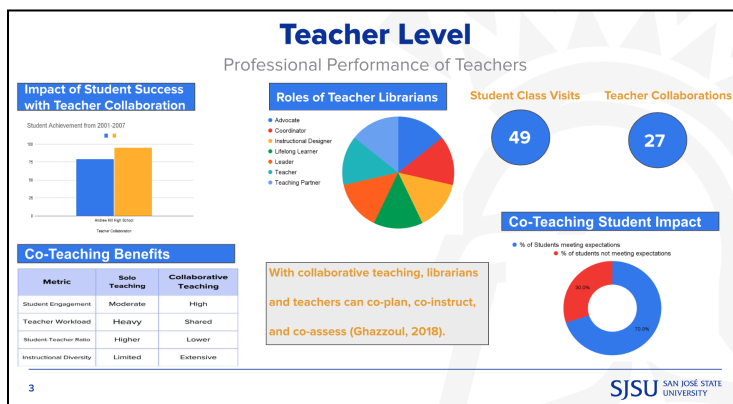 Teacher Level
Professional Performance of Teachers
Impact of Student Success
with Teacher Collaboration
Student Achievement from 2001-2007
100
75
50
25
0
Andrew Hill High School
Teacher Collaboration
Roles of Teacher Librarians
Advocate
Coordinator
Instructional Designer
Lifelong Learner
Leader
Teacher
Teaching Partner
Student Class Visits
49
Teacher Collaborations
27
Co-Teaching Benefits
Metric Solo Teaching Collaborative Teaching
Student Engagement Moderate High
Teacher Workload Heavy Shared
Student-Teacher Ratio Higher Lower
Instructional Diversity Limited Extensive
With collaborative teaching, librarians
and teachers can co-plan, co-instruct,
and co-assess (Ghazzoul, 2018).
Co-Teaching Student Impact
% of Students meeting expectations
% of students not meeting expectations
30.0%
70.0%
3
SJSU SAN JOSÉ STATE
UNIVERSITY